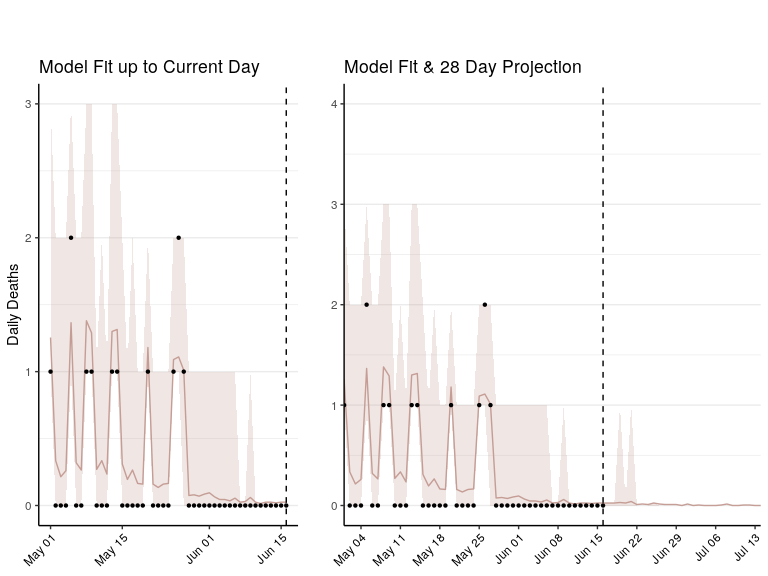 Model Fit up to Current Day
Daily Deaths
3
2
1
0
May 01
May 15
Jun 01
Jun 15
Model Fit & 28 Day Projection
4
3
2
1
0
May 04
May 11
May 18
May 25
Jun 01
Jun 08
Jun 15
Jun 22
Jun 29
Jul 06
Jul 13